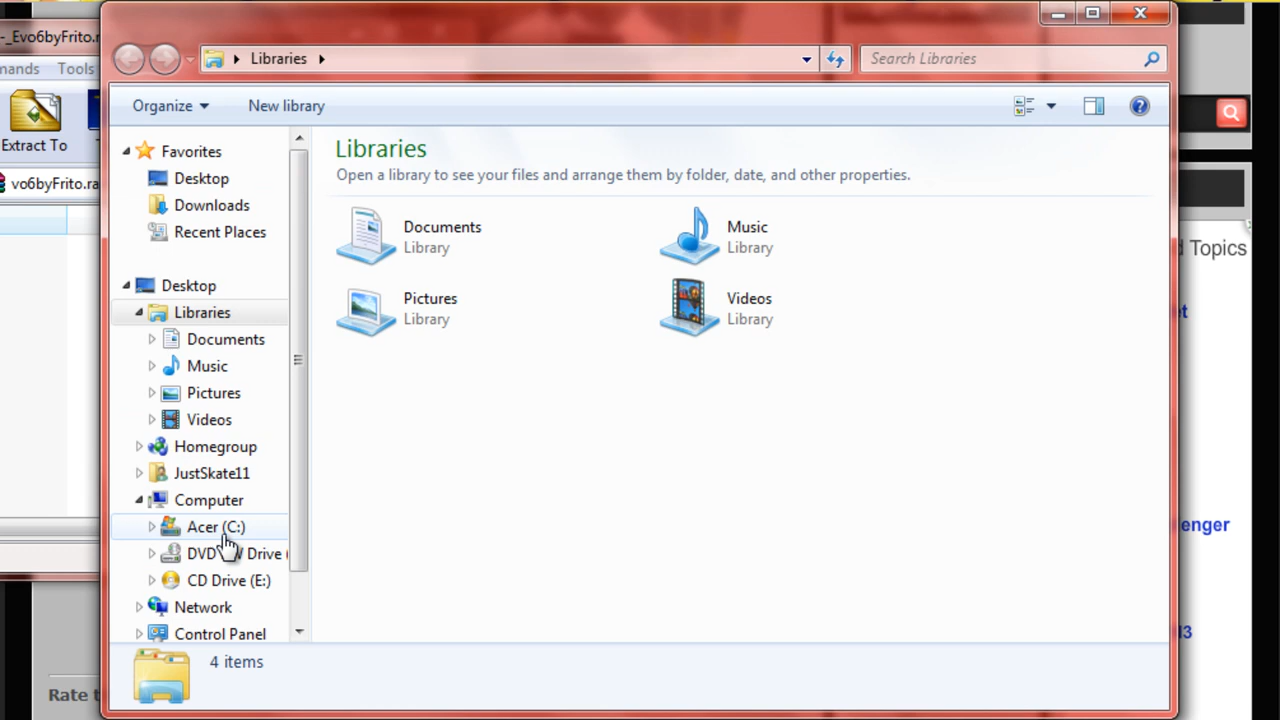 -_Evo6byFrito.r
mands Tools
Extract To
vo6byFrito.ra
Libraries
Search Libraries
Organize
New library
Favorites
Desktop
Downloads
Recent Places
Desktop
Libraries
Documents
Music
Pictures
Videos
Homegroup
JustSkate11
Computer
Acer (C:)
DVD Drive (
CD Drive (E:)
Network
Control Panel
Libraries
Open a library to see your files and arrange them by folder, date, and other properties.
Documents
Library
Music
Library
Pictures
Library
Videos
Library
4 items
d Topics
et
enger
l3
Rate t